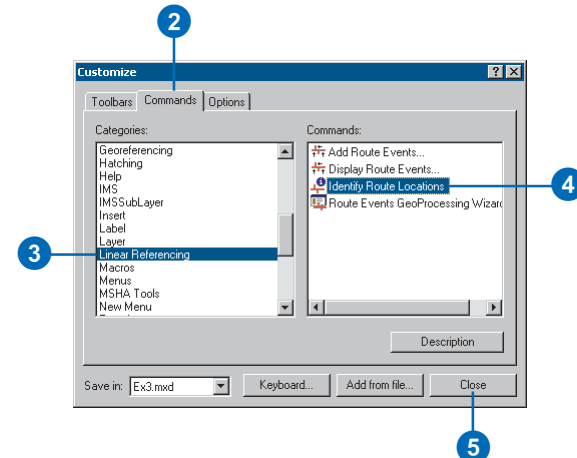 2
Customize
Toolbars Commands Options
Categories:
Georeferencing
Hatching
Help
IMS
IMSSubLayer
Insert
Label
Layer
Linear Referencing
Macros
Menus
MSHA Tools
New Menu
Commands:
Add Route Events...
Display Route Events...
Identify Route Locations
Route Events GeoProcessing Wizard
3
4
Description
Save in: Ex3.mxd Keyboard... Add from file... Close
5